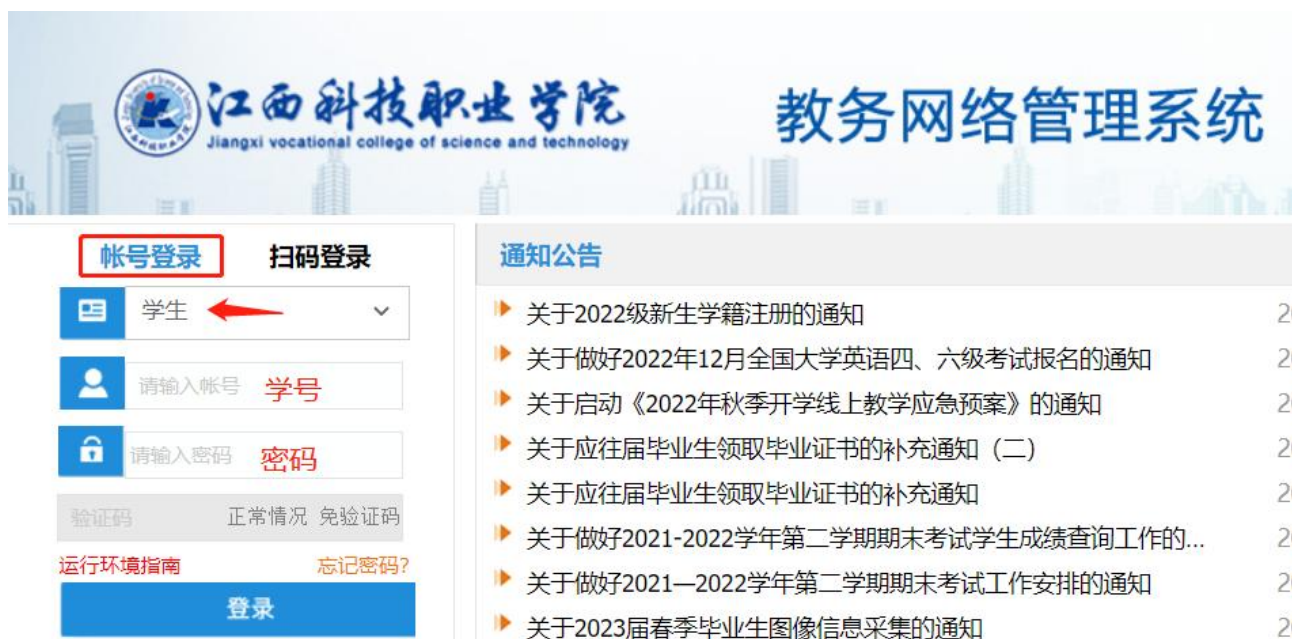 江西科技职业学院
Jiangxi vocational college of science and technology
教务网络管理系统
帐号登录 扫码登录
学生
请输入帐号 学号
请输入密码 密码
验证码 正常情况 免验证码
运行环境指南 忘记密码?
登录
通知公告
关于2022级新生学籍注册的通知
关于做好2022年12月全国大学英语四、六级考试报名的通知
关于启动《2022年秋季开学线上教学应急预案》的通知
关于应往届毕业生领取毕业证书的补充通知（二）
关于应往届毕业生领取毕业证书的补充通知
关于做好2021-2022学年第二学期期末考试学生成绩查询工作的...
关于做好2021—2022学年第二学期期末考试工作安排的通知
关于2023届春季毕业生图像信息采集的通知